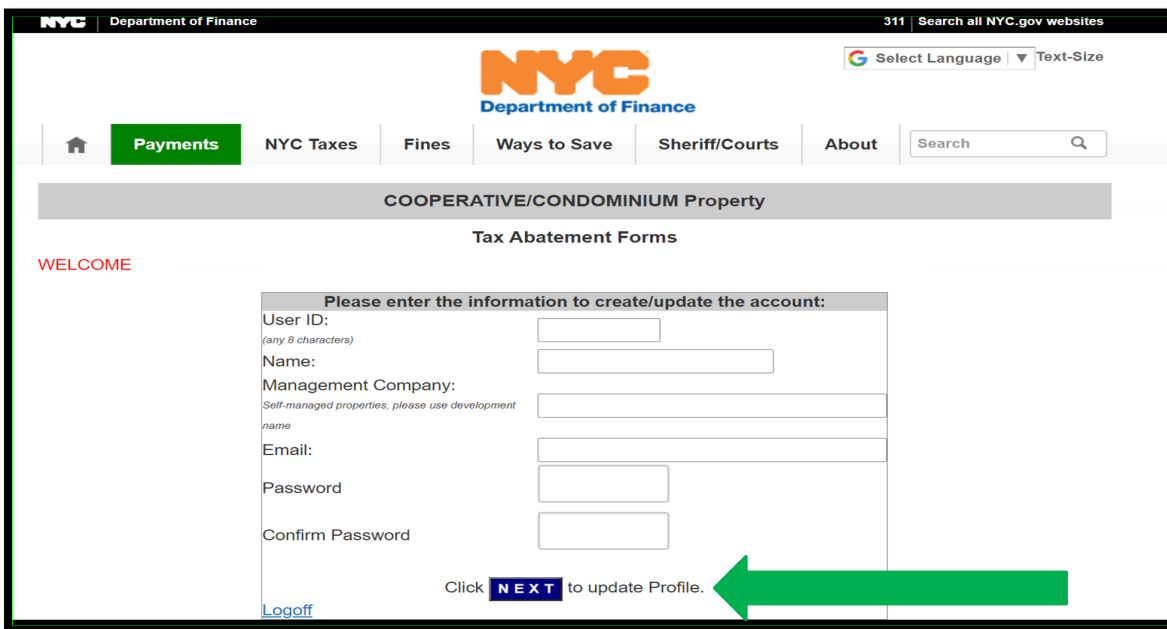 NYC Department of Finance 311 Search all NYC.gov websites
Select Language ▼ Text-Size
NYC
Department of Finance
Payments NYC Taxes Fines Ways to Save Sheriff/Courts About Search
COOPERATIVE/CONDOMINIUM Property
Tax Abatement Forms
WELCOME
Please enter the information to create/update the account:
User ID:
(any 8 characters)
Name:
Management Company:
Self-managed properties, please use development
name
Email:
Password
Confirm Password
Click NEXT to update Profile.
Logoff